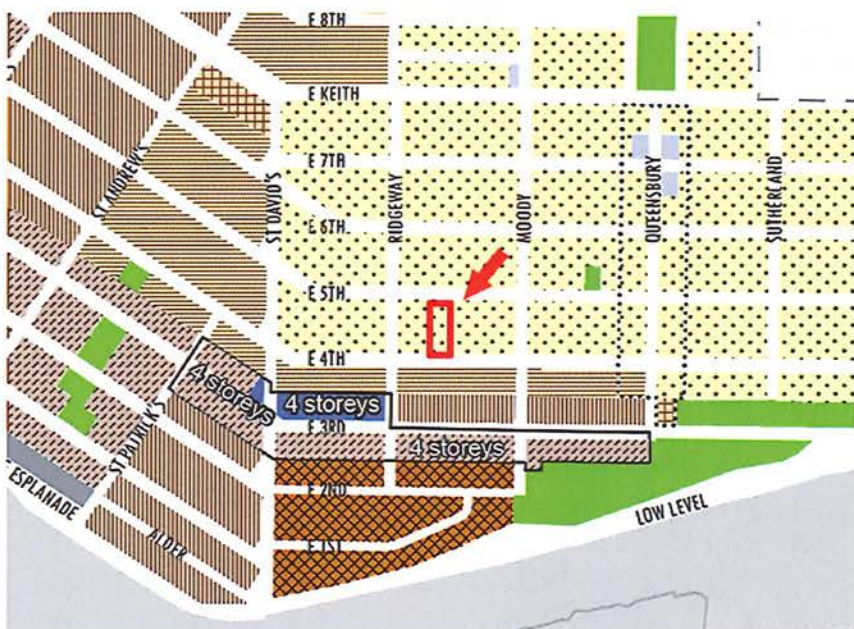 E 8TH
E KEITH
ST ANDREW'S
E 7TH
ST DAVID'S
RIDGEWAY
MOODY
QUEENSBURY
SUTHERLAND
E 6TH
E 5TH
E 4TH
4 storeys
4 storeys
E 3RD
4 storeys
ST PATRICK'S
E 2ND
ESPLANADE
LOW LEVEL
ALDER
E 1ST